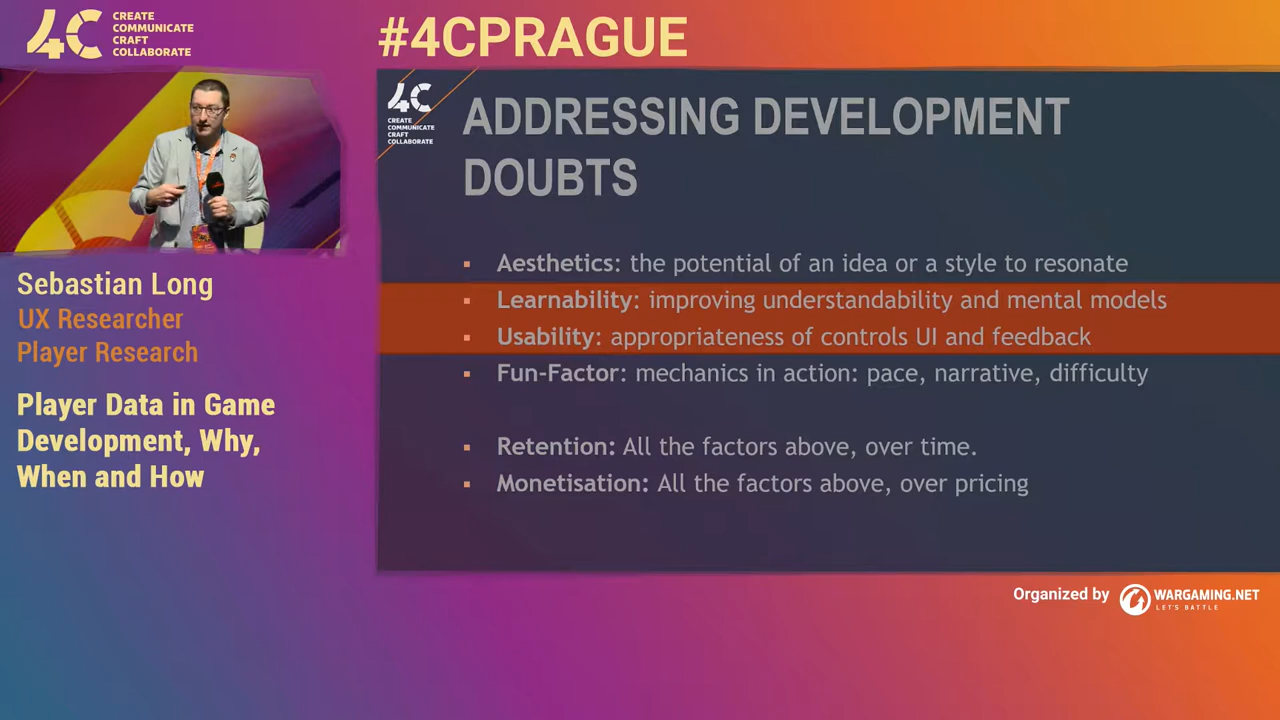 4C
CREATE
COMMUNICATE
CRAFT
COLLABORATE
#4CPRAGUE
4C
CREATE
COMMUNICATE
CRAFT
COLLABORATE
ADDRESSING DEVELOPMENT
DOUBTS
▪ Aesthetics: the potential of an idea or a style to resonate
▪ Learnability: improving understandability and mental models
▪ Usability: appropriateness of controls UI and feedback
▪ Fun-Factor: mechanics in action: pace, narrative, difficulty
▪ Retention: All the factors above, over time.
▪ Monetisation: All the factors above, over pricing
Sebastian Long
UX Researcher
Player Research
Player Data in Game
Development, Why,
When and How
Organized by
WARGAMING.NET
LET'S BATTLE